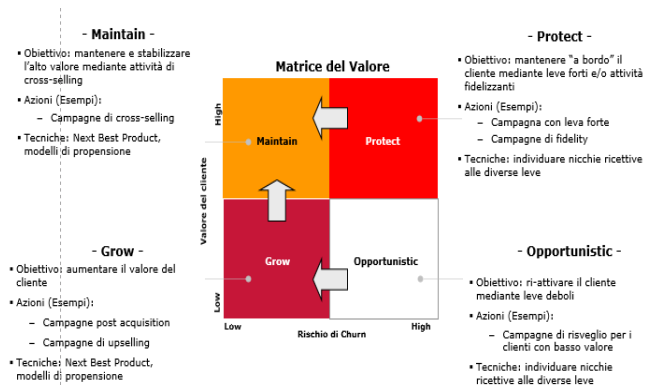 - Maintain -
▪ Obiettivo: mantenere e stabilizzare
l'alto valore mediante attività di
cross-selling
▪ Azioni (Esempi):
– Campagne di cross-selling
▪ Tecniche: Next Best Product,
modelli di propensione
- Grow -
▪ Obiettivo: aumentare il valore del
cliente
▪ Azioni (Esempi):
– Campagne post acquisition
– Campagne di upselling
▪ Tecniche: Next Best Product,
modelli di propensione
Matrice del Valore
High
Maintain
Protect
Valore del cliente
Grow
Opportunistic
Low
Low
Rischio di Churn
High
- Protect -
▪ Obiettivo: mantenere “a bordo” il
cliente mediante leve forti e/o attività
fidelizzanti
▪ Azioni (Esempi):
– Campagna con leva forte
– Campagne di fidelity
▪ Tecniche: individuare nicchie ricettive
alle diverse leve
- Opportunistic -
▪ Obiettivo: ri-attivare il cliente
mediante leve deboli
▪ Azioni (Esempi):
– Campagne di risveglio per i
clienti con basso valore
▪ Tecniche: individuare nicchie
ricettive alle diverse leve